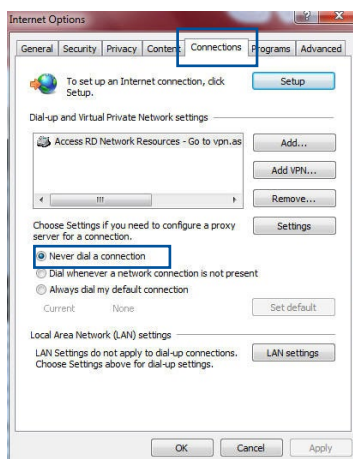 Internet Options
General Security Privacy Content Connections Programs Advanced
To set up an Internet connection, click
Setup.
Setup
Dial-up and Virtual Private Network settings
Access RD Network Resources - Go to vpn.as
Add...
Add VPN...
Remove...
Choose Settings if you need to configure a proxy
server for a connection.
Settings
Never dial a connection
Dial whenever a network connection is not present
Always dial my default connection
Current None
Set default
Local Area Network (LAN) settings
LAN Settings do not apply to dial-up connections.
Choose Settings above for dial-up settings.
LAN settings
OK Cancel Apply